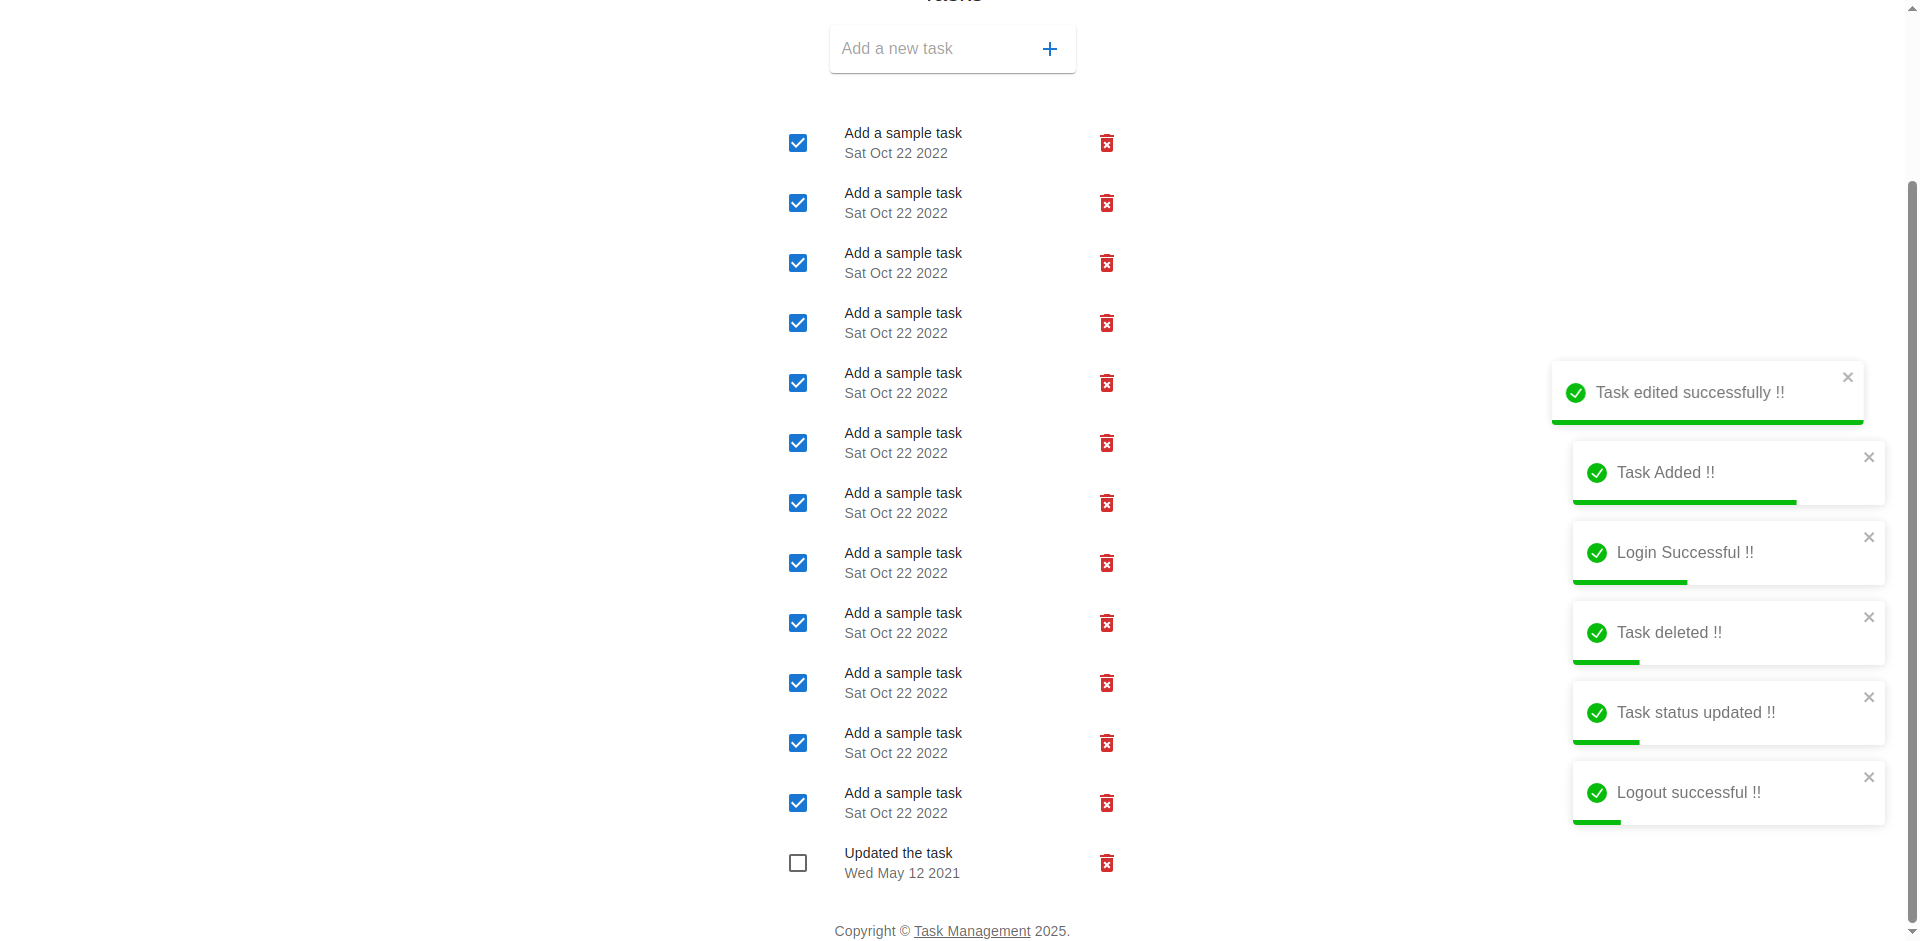 Add a new task
Add a sample task
Sat Oct 22 2022
Add a sample task
Sat Oct 22 2022
Add a sample task
Sat Oct 22 2022
Add a sample task
Sat Oct 22 2022
Add a sample task
Sat Oct 22 2022
Add a sample task
Sat Oct 22 2022
Add a sample task
Sat Oct 22 2022
Add a sample task
Sat Oct 22 2022
Add a sample task
Sat Oct 22 2022
Add a sample task
Sat Oct 22 2022
Add a sample task
Sat Oct 22 2022
Add a sample task
Sat Oct 22 2022
Updated the task
Wed May 12 2021
Copyright © Task Management 2025.
Task edited successfully !!
Task Added !!
Login Successful !!
Task deleted !!
Task status updated !!
Logout successful !!